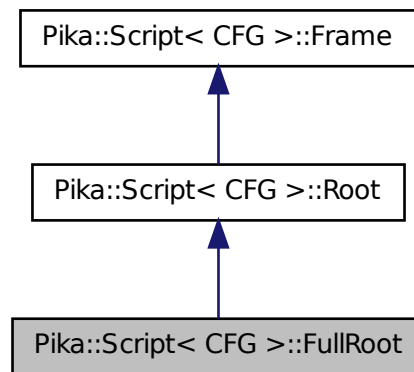 Pika::Script< CFG >::Frame
Pika::Script< CFG >::Root
Pika::Script< CFG >::FullRoot